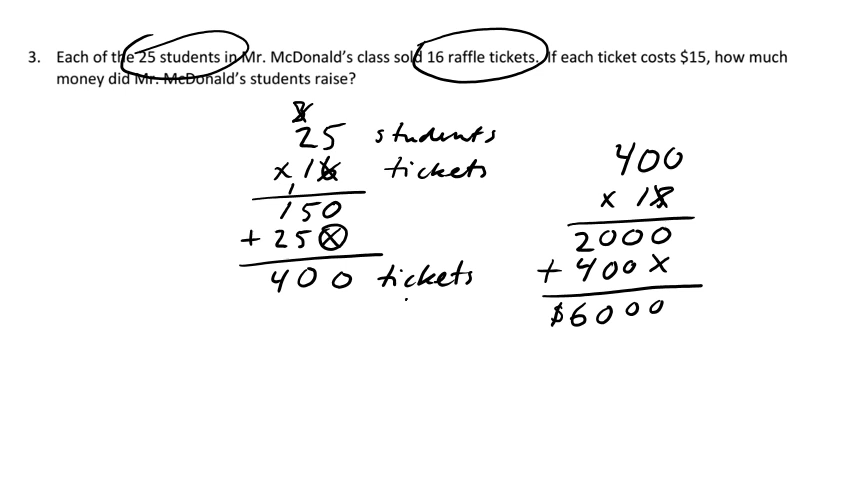 3. Each of the 25 students in Mr. McDonald's class sold 16 raffle tickets. If each ticket costs $15, how much
money did Mr. McDonald's students raise?
3
25 students
x 16 tickets
1
150
+ 25x
400 tickets
400
x 15
2000
+ 400x
$6000